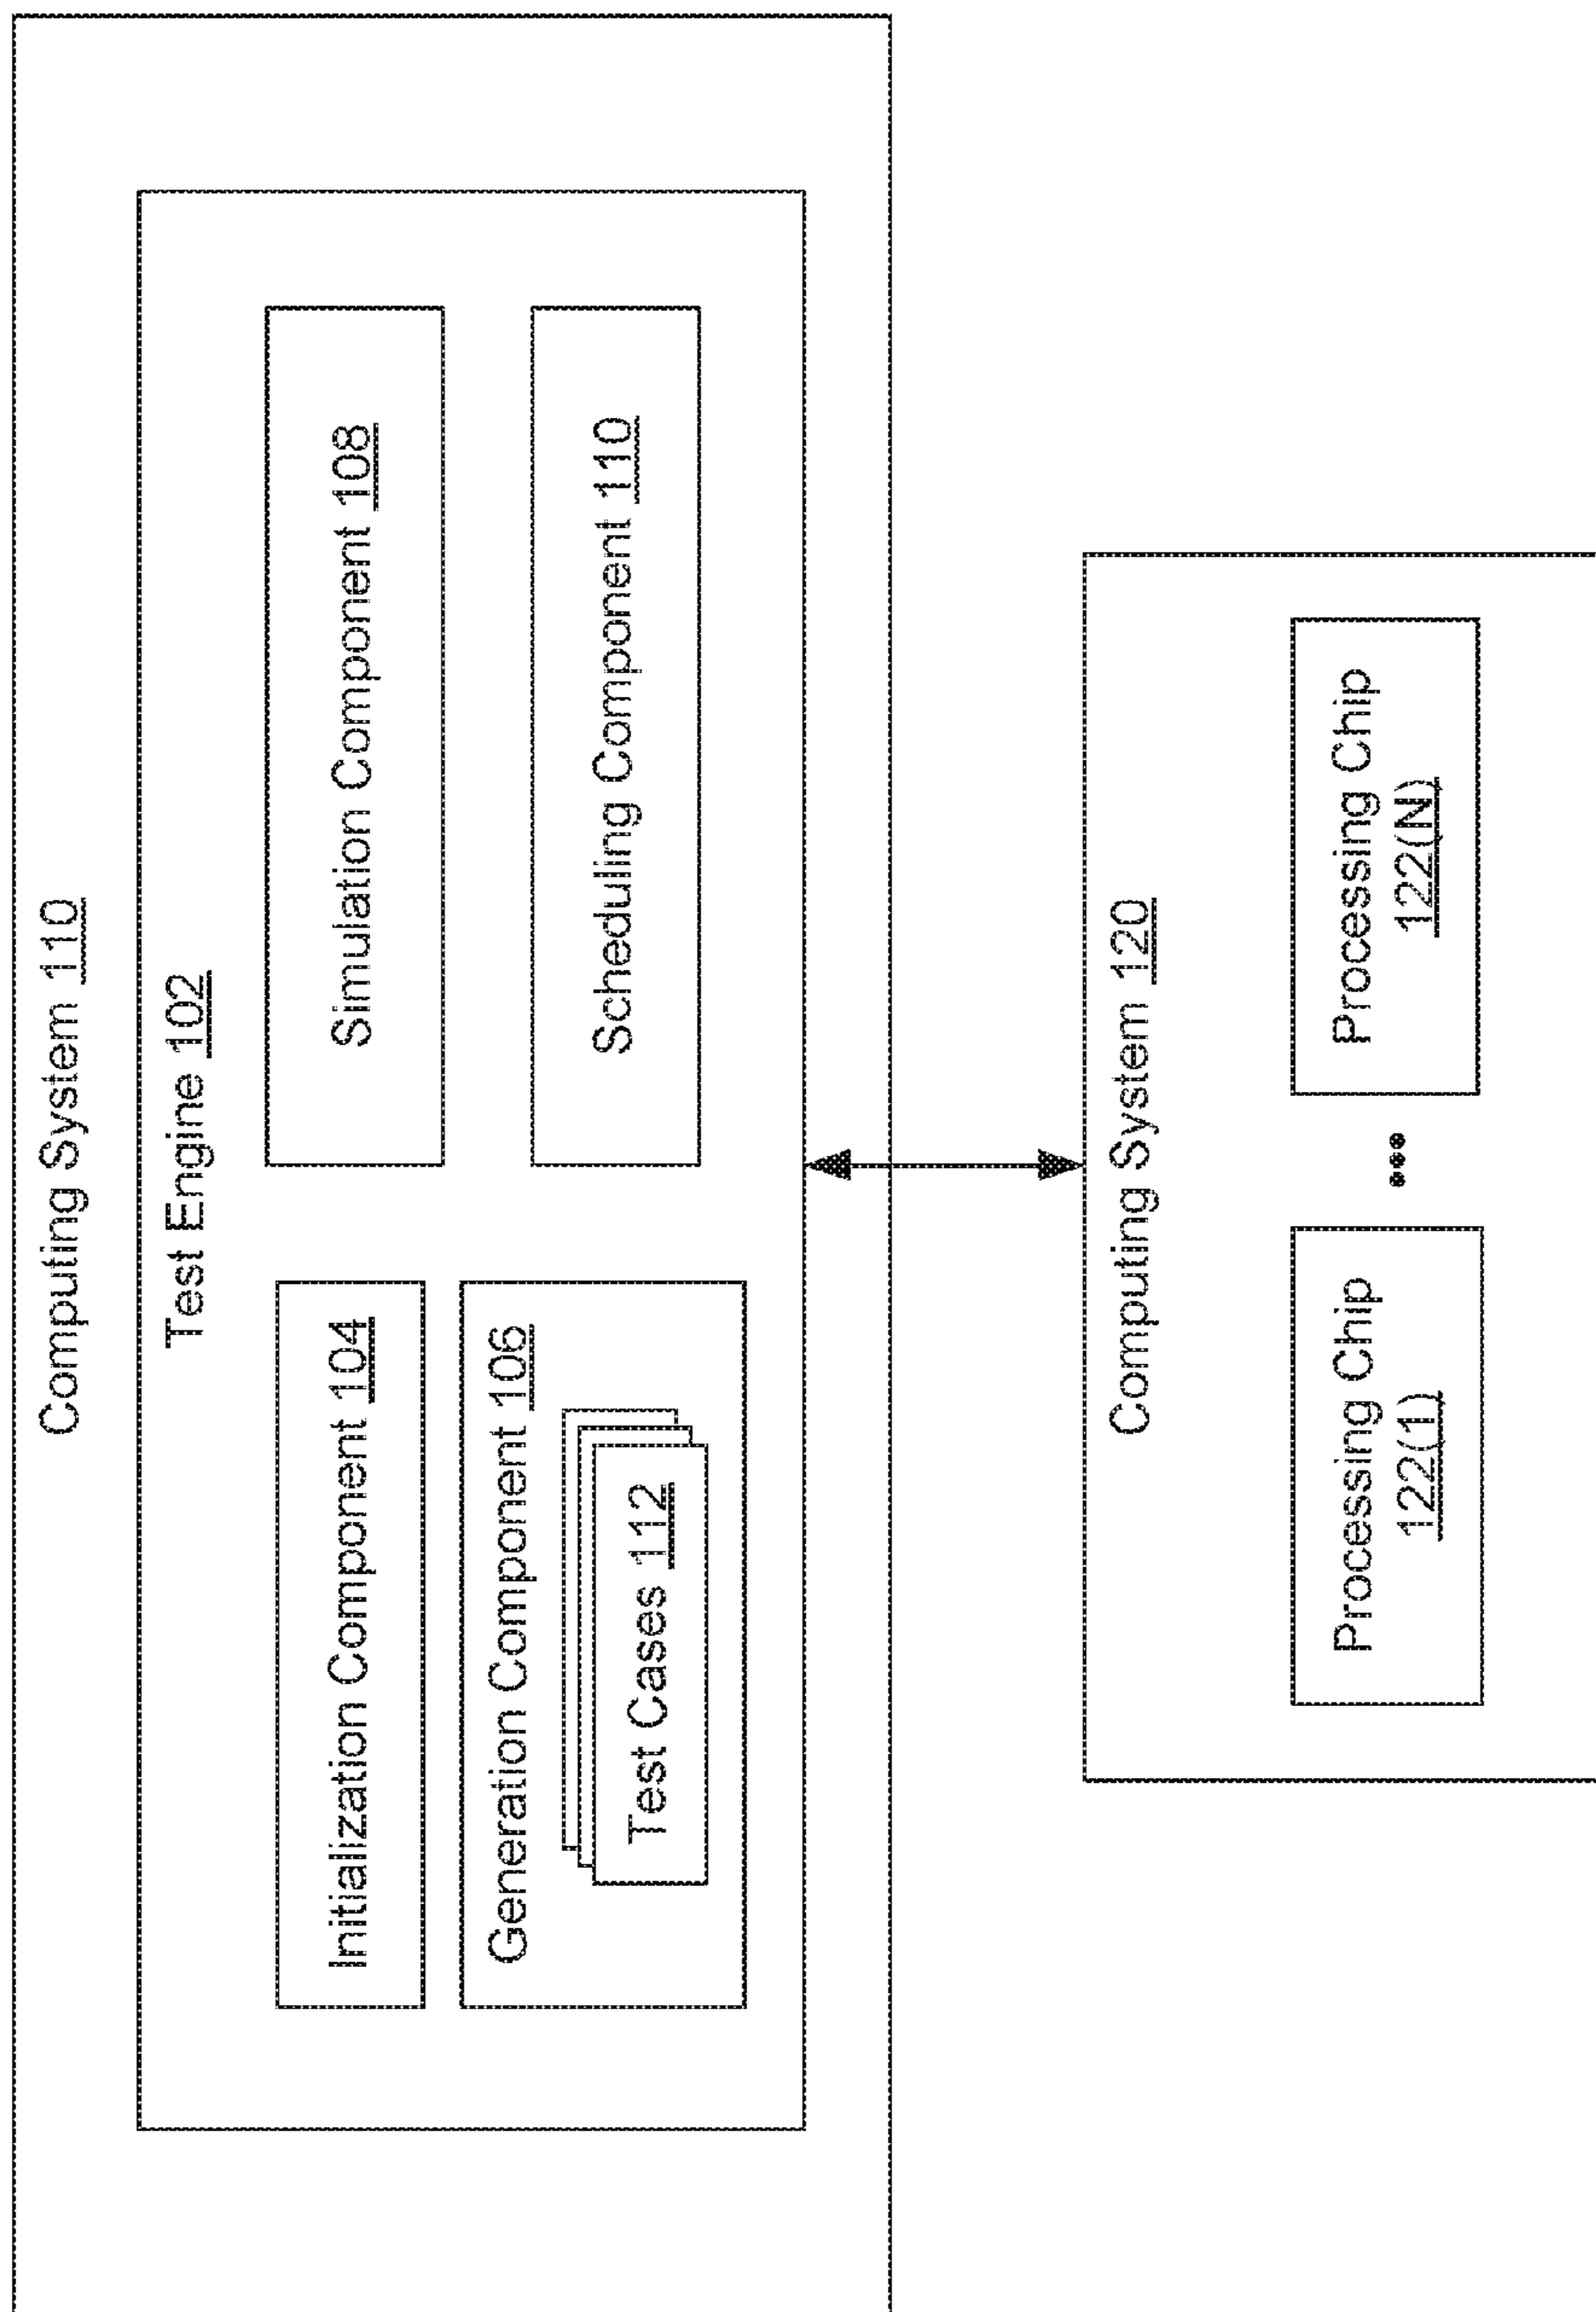 Computing System 110
Test Engine 102
Initialization Component 104
Generation Component 106
Test Cases 112
Simulation Component 108
Scheduling Component 110
Computing System 120
Processing Chip
122(1)
Processing Chip
122(N)